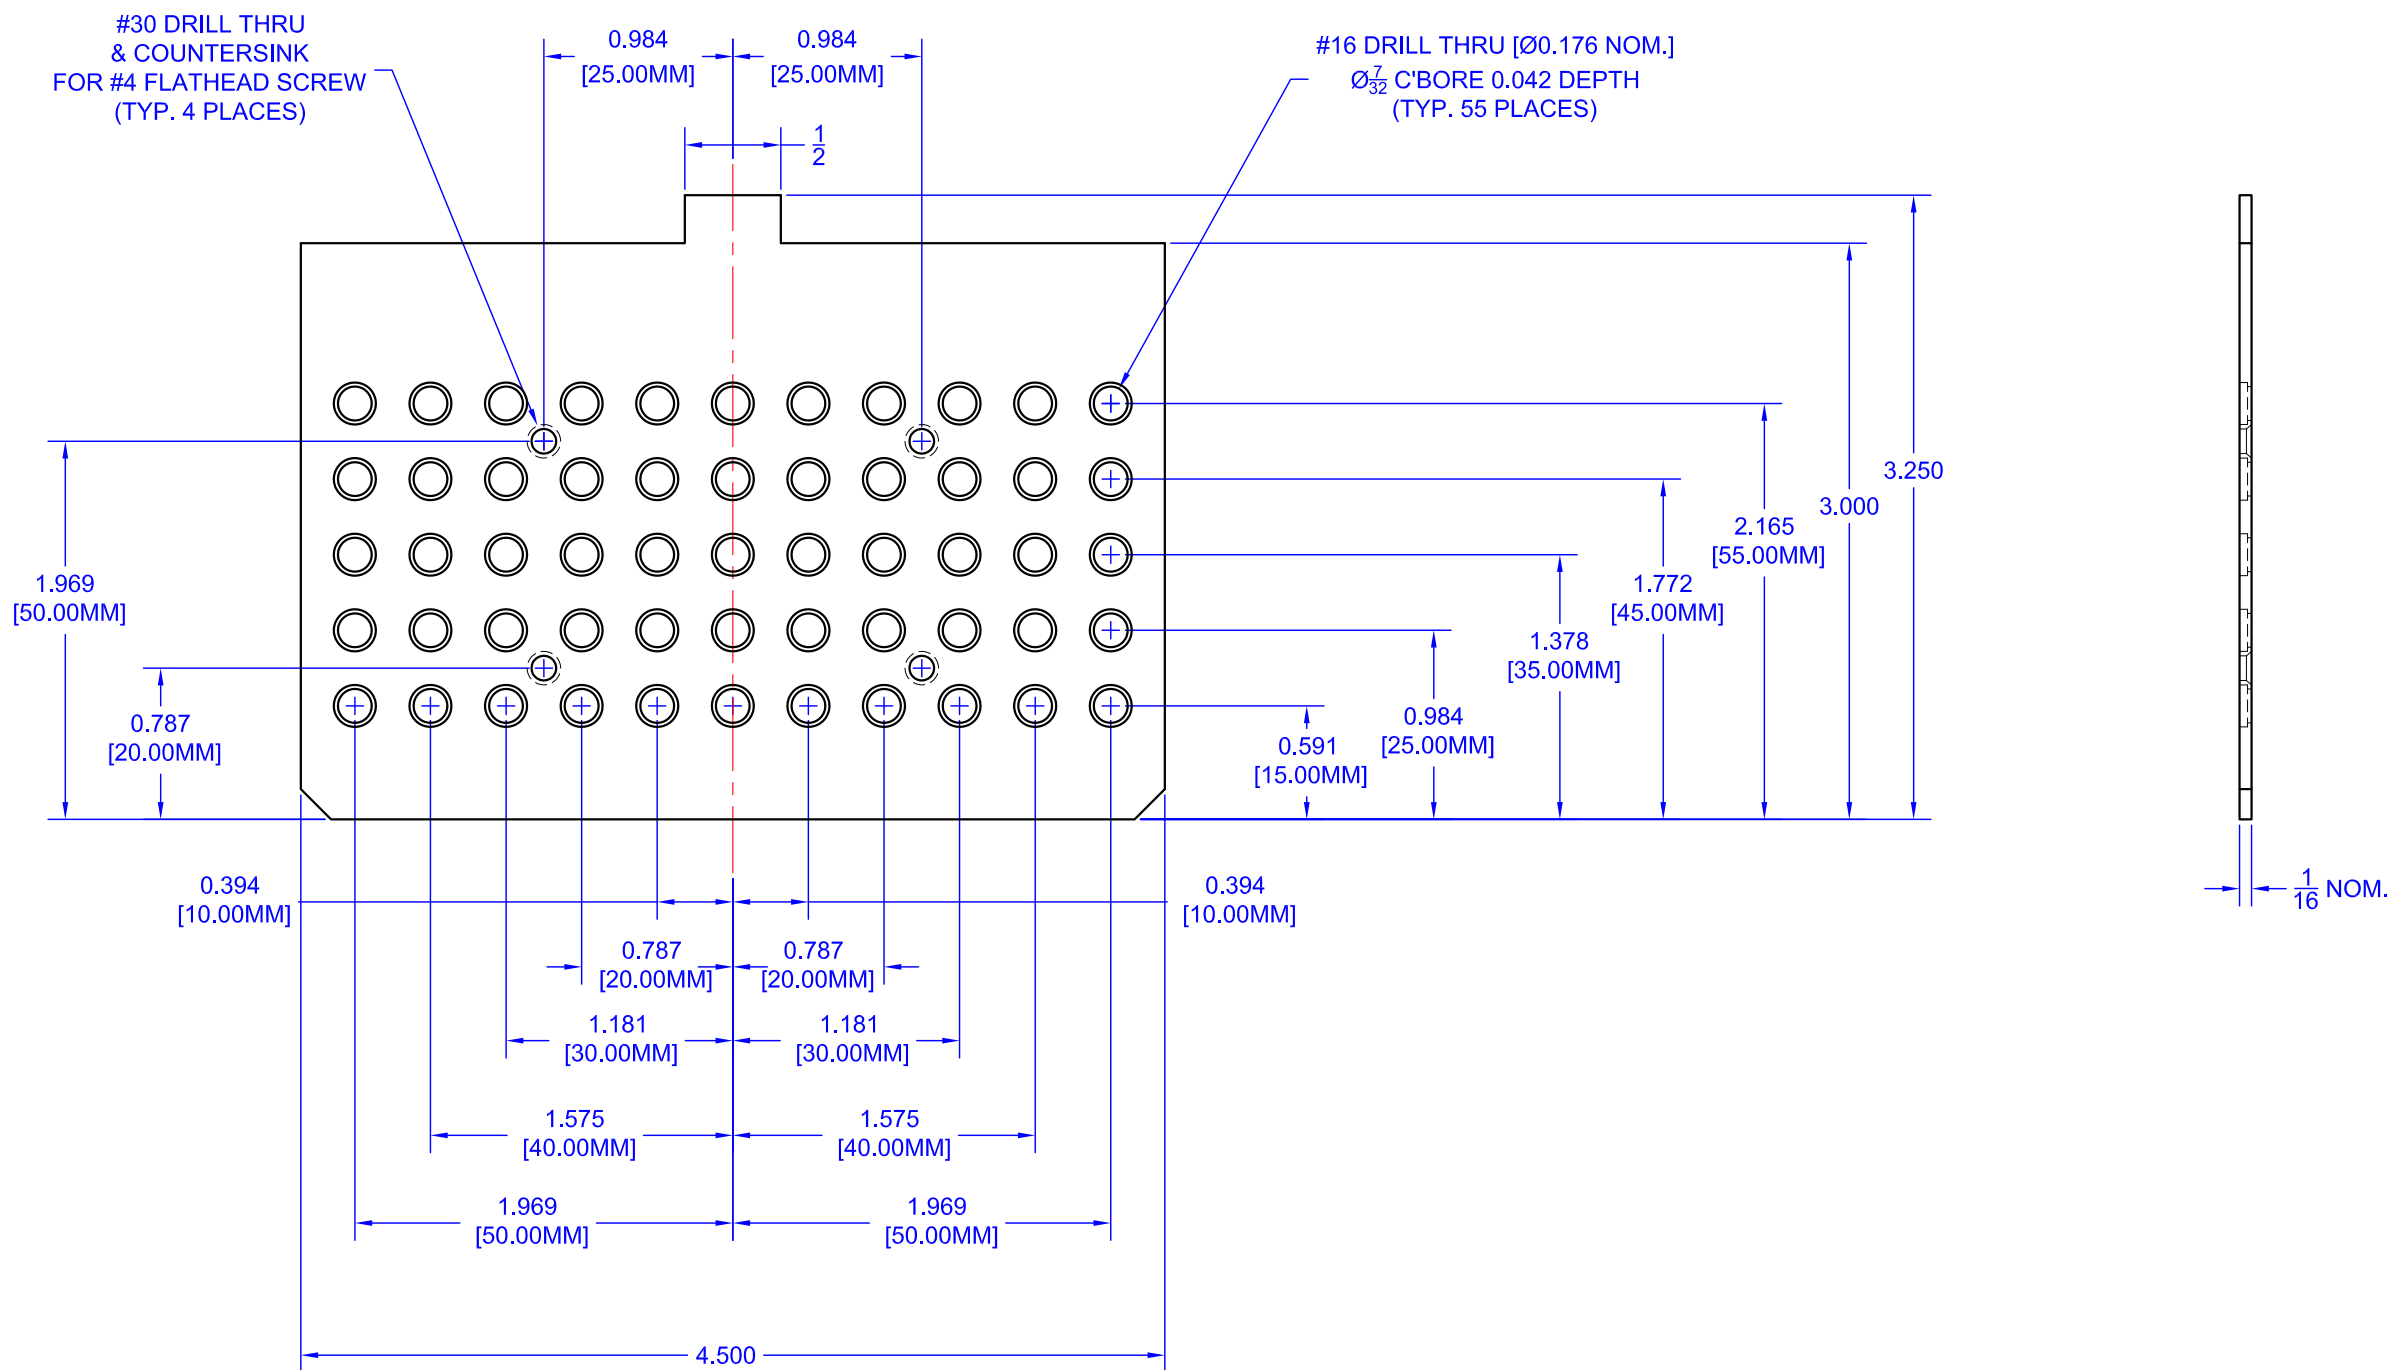 #30 DRILL THRU
& COUNTERSINK
FOR #4 FLATHEAD SCREW
(TYP. 4 PLACES)
0.984
[25.00MM]
0.984
[25.00MM]
#16 DRILL THRU [Ø0.176 NOM.]
Ø7/32 C'BORE 0.042 DEPTH
(TYP. 55 PLACES)
1/2
3.250
3.000
2.165
[55.00MM]
1.772
[45.00MM]
1.378
[35.00MM]
0.984
[25.00MM]
0.591
[15.00MM]
1.969
[50.00MM]
0.787
[20.00MM]
0.394
[10.00MM]
0.394
[10.00MM]
1/16 NOM.
0.787
[20.00MM]
0.787
[20.00MM]
1.181
[30.00MM]
1.181
[30.00MM]
1.575
[40.00MM]
1.575
[40.00MM]
1.969
[50.00MM]
1.969
[50.00MM]
4.500